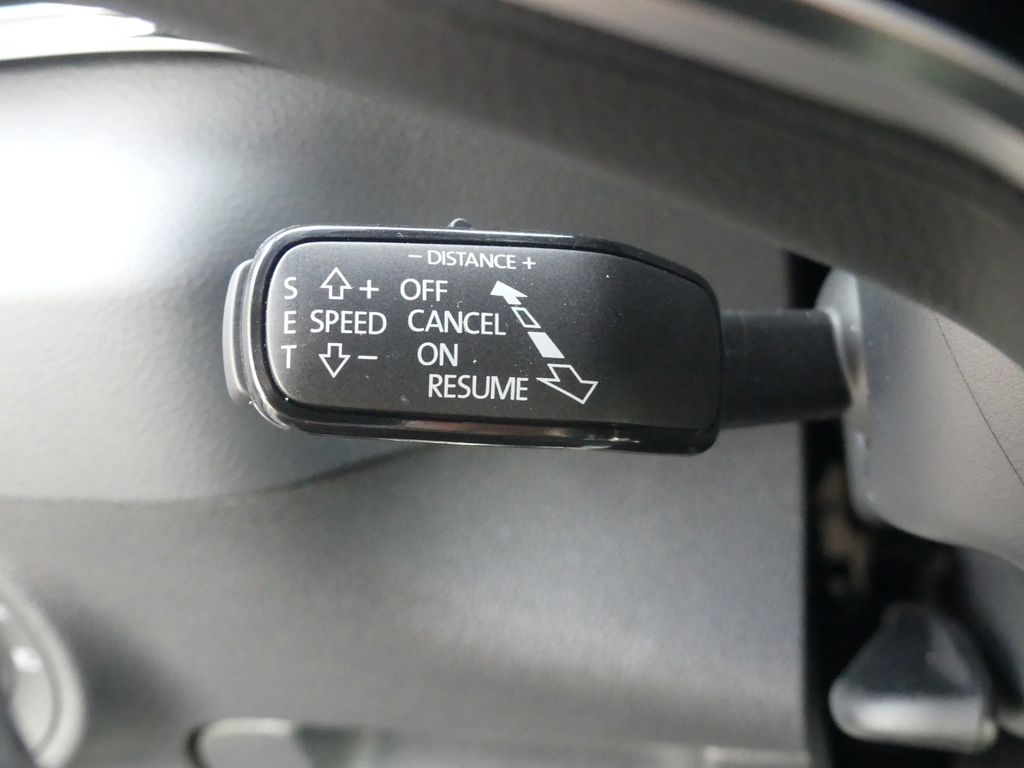 - DISTANCE +
S + OFF
E SPEED CANCEL
T - ON
RESUME